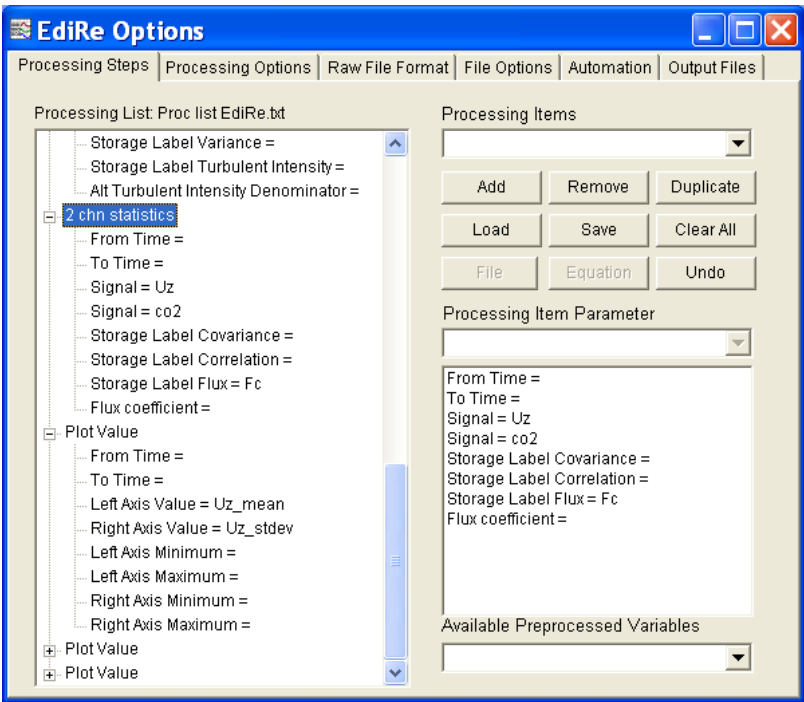 EdiRe Options
Processing Steps
Processing Options
Raw File Format
File Options
Automation
Output Files
Processing List: Proc list EdiRe.txt
Storage Label Variance =
Storage Label Turbulent Intensity =
Alt Turbulent Intensity Denominator =
2 chn statistics
From Time =
To Time =
Signal = Uz
Signal = co2
Storage Label Covariance =
Storage Label Correlation =
Storage Label Flux = Fc
Flux coefficient =
Plot Value
From Time =
To Time =
Left Axis Value = Uz_mean
Right Axis Value = Uz_stdev
Left Axis Minimum =
Left Axis Maximum =
Right Axis Minimum =
Right Axis Maximum =
Plot Value
Plot Value
Processing Items
Add
Remove
Duplicate
Load
Save
Clear All
File
Equation
Undo
Processing Item Parameter
From Time =
To Time =
Signal = Uz
Signal = co2
Storage Label Covariance =
Storage Label Correlation =
Storage Label Flux = Fc
Flux coefficient =
Available Preprocessed Variables